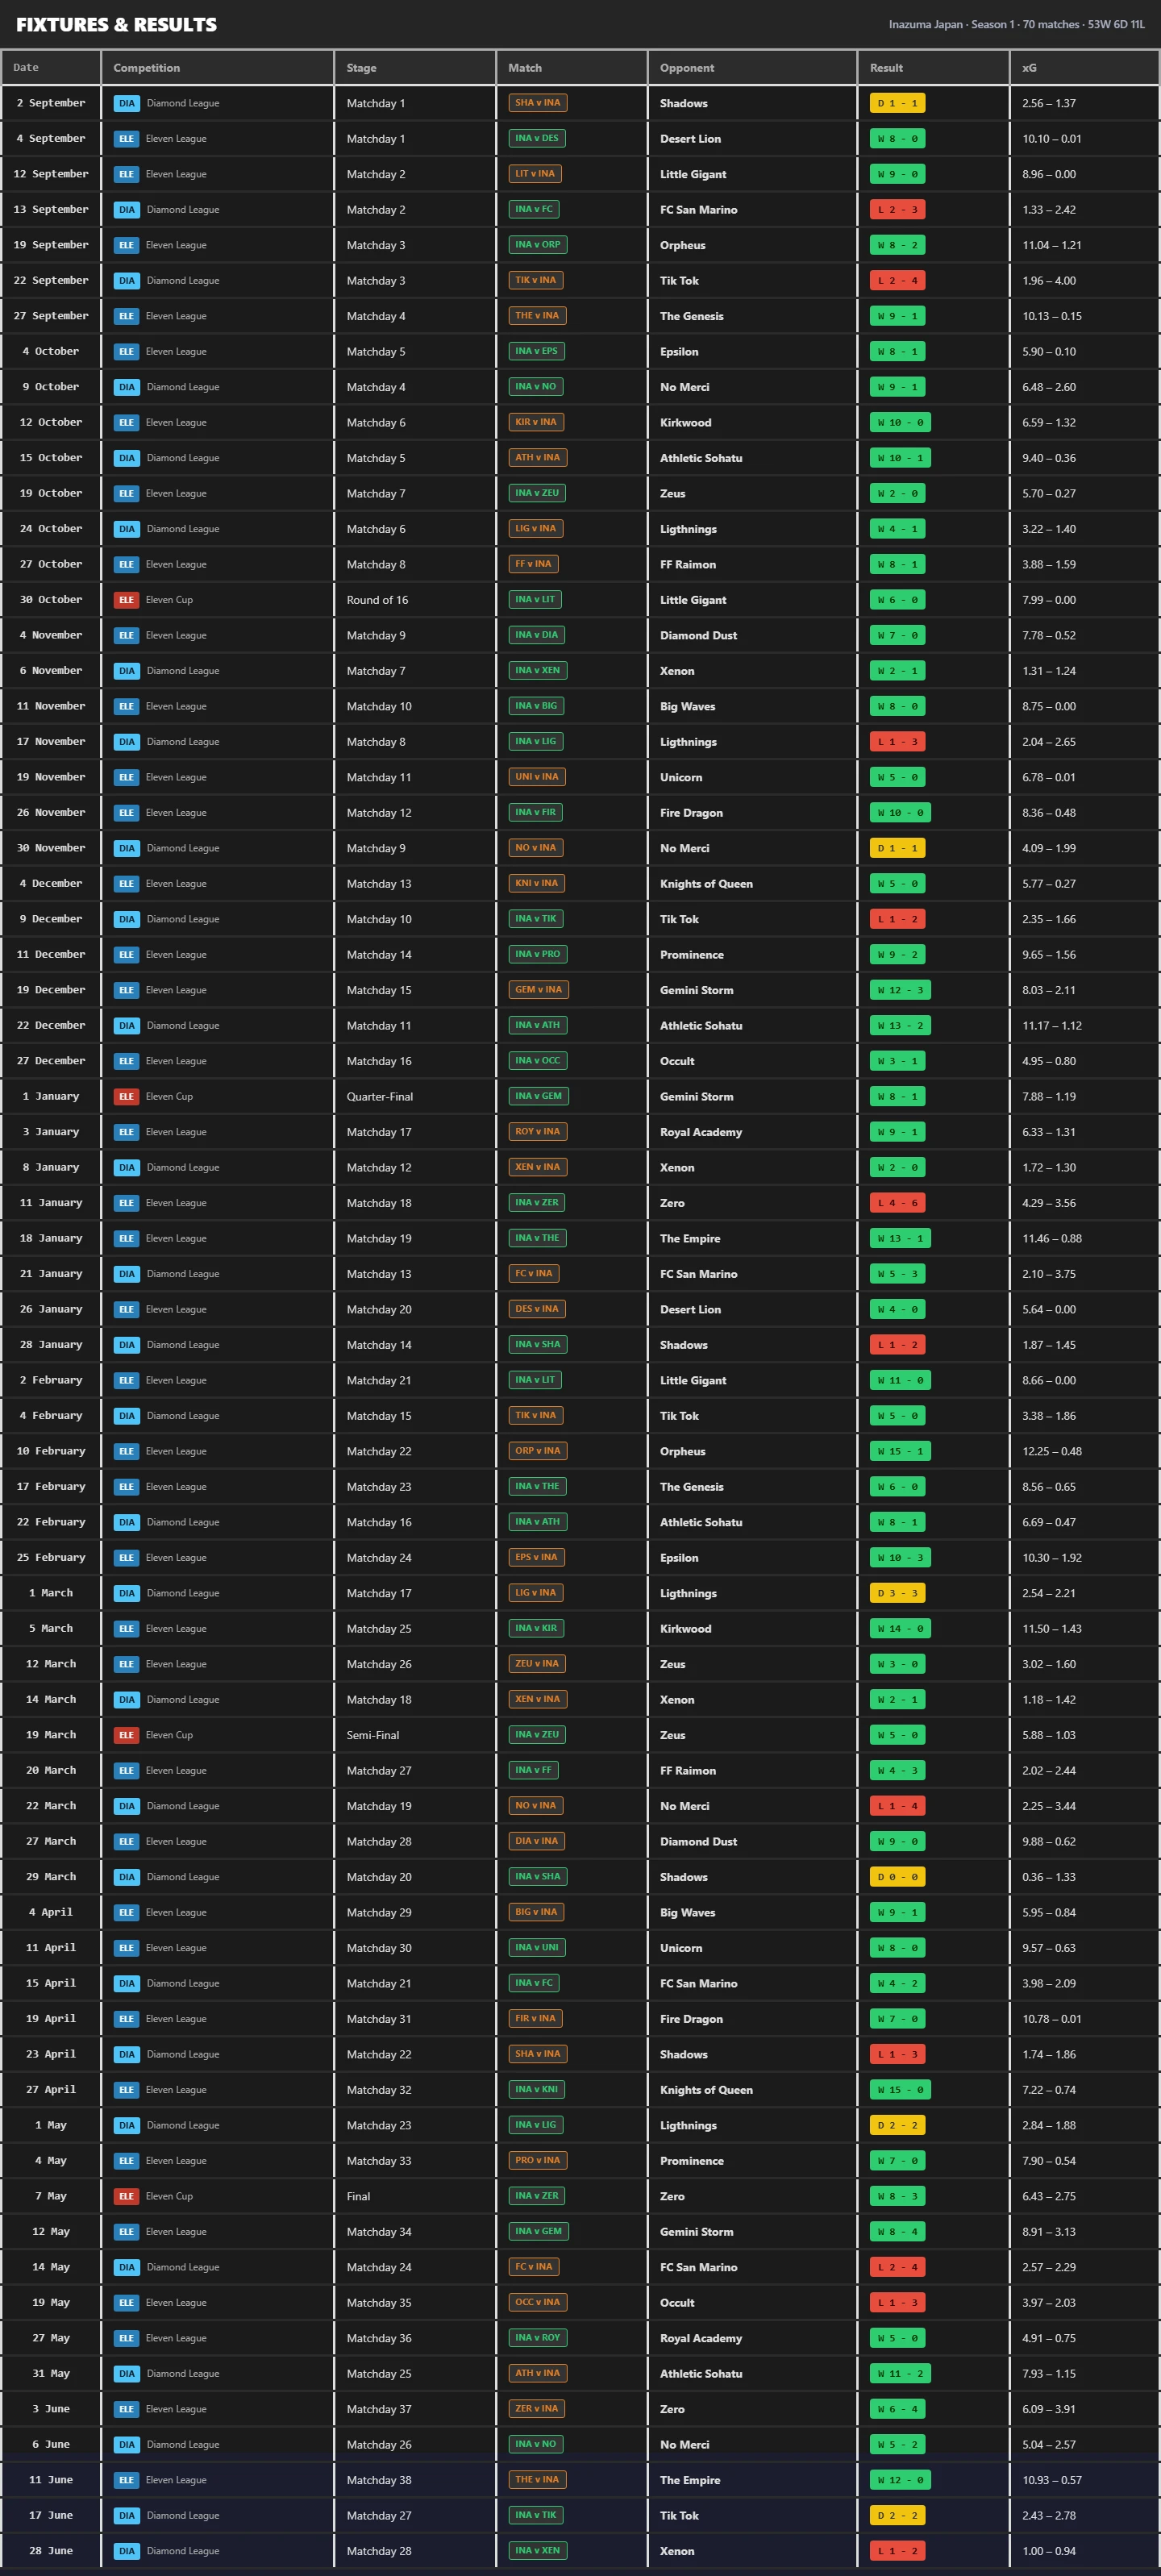 FIXTURES & RESULTS
Inazuma Japan · Season 1 · 70 matches · 53W 6D 11L
Date Competition Stage Match Opponent Result xG
2 September DIA Diamond League Matchday 1 SHA v INA Shadows D 1 - 1 2.56 – 1.37
4 September ELE Eleven League Matchday 1 INA v DES Desert Lion W 8 - 0 10.10 – 0.01
12 September ELE Eleven League Matchday 2 LIT v INA Little Gigant W 9 - 0 8.96 – 0.00
13 September DIA Diamond League Matchday 2 INA v FC FC San Marino L 2 - 3 1.33 – 2.42
19 September ELE Eleven League Matchday 3 INA v ORP Orpheus W 8 - 2 11.04 – 1.21
22 September DIA Diamond League Matchday 3 TIK v INA Tik Tok L 2 - 4 1.96 – 4.00
27 September ELE Eleven League Matchday 4 THE v INA The Genesis W 9 - 1 10.13 – 0.15
4 October ELE Eleven League Matchday 5 INA v EPS Epsilon W 8 - 1 5.90 – 0.10
9 October DIA Diamond League Matchday 4 INA v NO No Merci W 9 - 1 6.48 – 2.60
12 October ELE Eleven League Matchday 6 KIR v INA Kirkwood W 10 - 0 6.59 – 1.32
15 October DIA Diamond League Matchday 5 ATH v INA Athletic Sohatu W 10 - 1 9.40 – 0.36
19 October ELE Eleven League Matchday 7 INA v ZEU Zeus W 2 - 0 5.70 – 0.27
24 October DIA Diamond League Matchday 6 LIG v INA Ligthnings W 4 - 1 3.22 – 1.40
27 October ELE Eleven League Matchday 8 FF v INA FF Raimon W 8 - 1 3.88 – 1.59
30 October ELE Eleven Cup Round of 16 INA v LIT Little Gigant W 6 - 0 7.99 – 0.00
4 November ELE Eleven League Matchday 9 INA v DIA Diamond Dust W 7 - 0 7.78 – 0.52
6 November DIA Diamond League Matchday 7 INA v XEN Xenon W 2 - 1 1.31 – 1.24
11 November ELE Eleven League Matchday 10 INA v BIG Big Waves W 8 - 0 8.75 – 0.00
17 November DIA Diamond League Matchday 8 INA v LIG Ligthnings L 1 - 3 2.04 – 2.65
19 November ELE Eleven League Matchday 11 UNI v INA Unicorn W 5 - 0 6.78 – 0.01
26 November ELE Eleven League Matchday 12 INA v FIR Fire Dragon W 10 - 0 8.36 – 0.48
30 November DIA Diamond League Matchday 9 NO v INA No Merci D 1 - 1 4.09 – 1.99
4 December ELE Eleven League Matchday 13 KNI v INA Knights of Queen W 5 - 0 5.77 – 0.27
9 December DIA Diamond League Matchday 10 INA v TIK Tik Tok L 1 - 2 2.35 – 1.66
11 December ELE Eleven League Matchday 14 INA v PRO Prominence W 9 - 2 9.65 – 1.56
19 December ELE Eleven League Matchday 15 GEM v INA Gemini Storm W 12 - 3 8.03 – 2.11
22 December DIA Diamond League Matchday 11 INA v ATH Athletic Sohatu W 13 - 2 11.17 – 1.12
27 December ELE Eleven League Matchday 16 INA v OCC Occult W 3 - 1 4.95 – 0.80
1 January ELE Eleven Cup Quarter-Final INA v GEM Gemini Storm W 8 - 1 7.88 – 1.19
3 January ELE Eleven League Matchday 17 ROY v INA Royal Academy W 9 - 1 6.33 – 1.31
8 January DIA Diamond League Matchday 12 XEN v INA Xenon W 2 - 0 1.72 – 1.30
11 January ELE Eleven League Matchday 18 INA v ZER Zero L 4 - 6 4.29 – 3.56
18 January ELE Eleven League Matchday 19 INA v THE The Empire W 13 - 1 11.46 – 0.88
21 January DIA Diamond League Matchday 13 FC v INA FC San Marino W 5 - 3 2.10 – 3.75
26 January ELE Eleven League Matchday 20 DES v INA Desert Lion W 4 - 0 5.64 – 0.00
28 January DIA Diamond League Matchday 14 INA v SHA Shadows L 1 - 2 1.87 – 1.45
2 February ELE Eleven League Matchday 21 INA v LIT Little Gigant W 11 - 0 8.66 – 0.00
4 February DIA Diamond League Matchday 15 TIK v INA Tik Tok W 5 - 0 3.38 – 1.86
10 February ELE Eleven League Matchday 22 ORP v INA Orpheus W 15 - 1 12.25 – 0.48
17 February ELE Eleven League Matchday 23 INA v THE The Genesis W 6 - 0 8.56 – 0.65
22 February DIA Diamond League Matchday 16 INA v ATH Athletic Sohatu W 8 - 1 6.69 – 0.47
25 February ELE Eleven League Matchday 24 EPS v INA Epsilon W 10 - 3 10.30 – 1.92
1 March DIA Diamond League Matchday 17 LIG v INA Ligthnings D 3 - 3 2.54 – 2.21
5 March ELE Eleven League Matchday 25 INA v KIR Kirkwood W 14 - 0 11.50 – 1.43
12 March ELE Eleven League Matchday 26 ZEU v INA Zeus W 3 - 0 3.02 – 1.60
14 March DIA Diamond League Matchday 18 XEN v INA Xenon W 2 - 1 1.18 – 1.42
19 March ELE Eleven Cup Semi-Final INA v ZEU Zeus W 5 - 0 5.88 – 1.03
20 March ELE Eleven League Matchday 27 INA v FF FF Raimon W 4 - 3 2.02 – 2.44
22 March DIA Diamond League Matchday 19 NO v INA No Merci L 1 - 4 2.25 – 3.44
27 March ELE Eleven League Matchday 28 DIA v INA Diamond Dust W 9 - 0 9.88 – 0.62
29 March DIA Diamond League Matchday 20 INA v SHA Shadows D 0 - 0 0.36 – 1.33
4 April ELE Eleven League Matchday 29 BIG v INA Big Waves W 9 - 1 5.95 – 0.84
11 April ELE Eleven League Matchday 30 INA v UNI Unicorn W 8 - 0 9.57 – 0.63
15 April DIA Diamond League Matchday 21 INA v FC FC San Marino W 4 - 2 3.98 – 2.09
19 April ELE Eleven League Matchday 31 FIR v INA Fire Dragon W 7 - 0 10.78 – 0.01
23 April DIA Diamond League Matchday 22 SHA v INA Shadows L 1 - 3 1.74 – 1.86
27 April ELE Eleven League Matchday 32 INA v KNI Knights of Queen W 15 - 0 7.22 – 0.74
1 May DIA Diamond League Matchday 23 INA v LIG Ligthnings D 2 - 2 2.84 – 1.88
4 May ELE Eleven League Matchday 33 PRO v INA Prominence W 7 - 0 7.90 – 0.54
7 May ELE Eleven Cup Final INA v ZER Zero W 8 - 3 6.43 – 2.75
12 May ELE Eleven League Matchday 34 INA v GEM Gemini Storm W 8 - 4 8.91 – 3.13
14 May DIA Diamond League Matchday 24 FC v INA FC San Marino L 2 - 4 2.57 – 2.29
19 May ELE Eleven League Matchday 35 OCC v INA Occult L 1 - 3 3.97 – 2.03
27 May ELE Eleven League Matchday 36 INA v ROY Royal Academy W 5 - 0 4.91 – 0.75
31 May DIA Diamond League Matchday 25 ATH v INA Athletic Sohatu W 11 - 2 7.93 – 1.15
3 June ELE Eleven League Matchday 37 ZER v INA Zero W 6 - 4 6.09 – 3.91
6 June DIA Diamond League Matchday 26 INA v NO No Merci W 5 - 2 5.04 – 2.57
11 June ELE Eleven League Matchday 38 THE v INA The Empire W 12 - 0 10.93 – 0.57
17 June DIA Diamond League Matchday 27 INA v TIK Tik Tok D 2 - 2 2.43 – 2.78
28 June DIA Diamond League Matchday 28 INA v XEN Xenon L 1 - 2 1.00 – 0.94